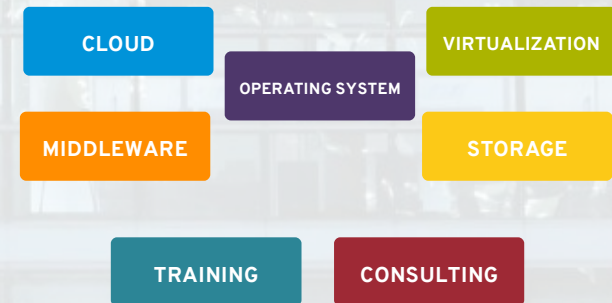 CLOUD
VIRTUALIZATION
OPERATING SYSTEM
MIDDLEWARE
STORAGE
TRAINING
CONSULTING